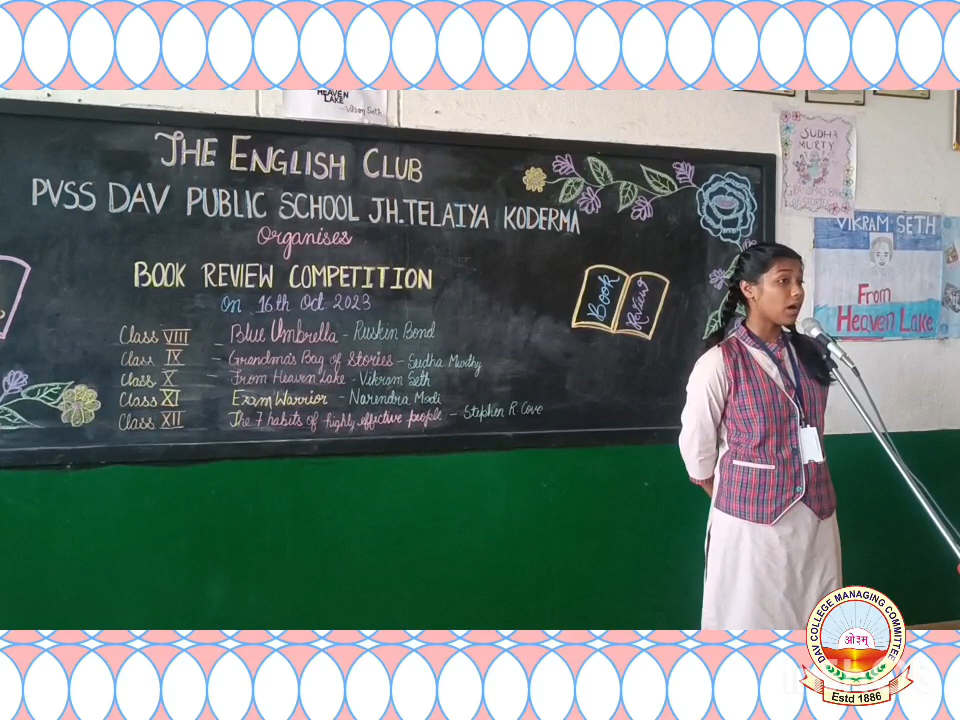 HEAVEN
LAKE
- Vikram Seth
THE ENGLISH CLUB
PVSS DAV PUBLIC SCHOOL JH.TELAIYA KODERMA
Organises
BOOK REVIEW COMPETITION
On 16th Oct. 2023
Class VIII - Blue Umbrella - Ruskin Bond
Class IX - Grandma's Bag of Stories - Sudha Murthy
Class X - From Heaven Lake - Vikram Seth
Class XI Exam Warrior - Narendra Modi
Class XII The 7 habits of highly effective people - Stephen R Cove
Book
Review
SUDHA
MURTY
VIKRAM SETH
From
Heaven Lake
DAV COLLEGE MANAGING COMMITTEE
ओ३म्
Estd 1886